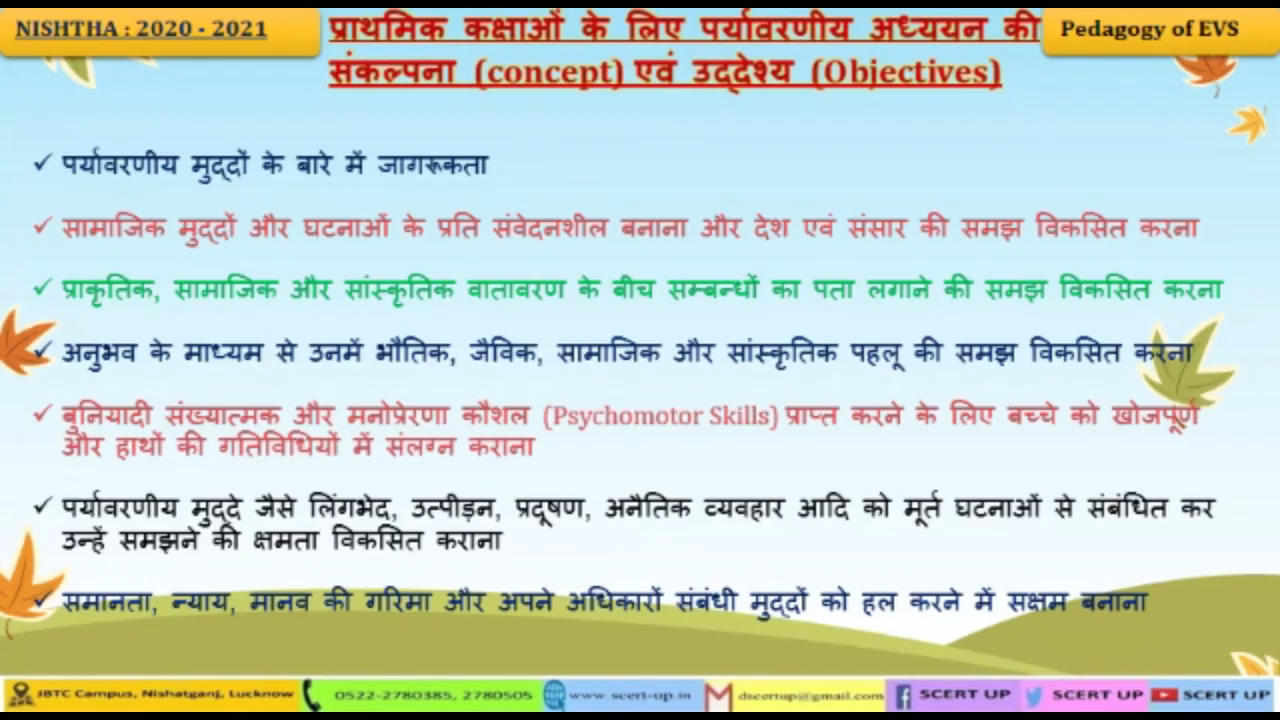 NISHTHA : 2020 - 2021
प्राथमिक कक्षाओं के लिए पर्यावरणीय अध्ययन की
संकल्पना (concept) एवं उद्देश्य (Objectives)
Pedagogy of EVS
✓ पर्यावरणीय मुद्दों के बारे में जागरूकता
✓ सामाजिक मुद्दों और घटनाओं के प्रति संवेदनशील बनाना और देश एवं संसार की समझ विकसित करना
✓ प्राकृतिक, सामाजिक और सांस्कृतिक वातावरण के बीच सम्बन्धों का पता लगाने की समझ विकसित करना
✓ अनुभव के माध्यम से उनमें भौतिक, जैविक, सामाजिक और सांस्कृतिक पहलू की समझ विकसित करना
✓ बुनियादी संख्यात्मक और मनोप्रेरणा कौशल (Psychomotor Skills) प्राप्त करने के लिए बच्चे को खोजपूर्ण
और हाथों की गतिविधियों में संलग्न कराना
✓ पर्यावरणीय मुद्दे जैसे लिंगभेद, उत्पीड़न, प्रदूषण, अनैतिक व्यवहार आदि को मूर्त घटनाओं से संबंधित कर
उन्हें समझने की क्षमता विकसित कराना
✓ समानता, न्याय, मानव की गरिमा और अपने अधिकारों संबंधी मुद्दों को हल करने में सक्षम बनाना
JBTC Campus, Nishatganj, Lucknow 0522-2780385, 2780505 www.scert-up.in dscertup@gmail.com SCERT UP SCERT UP SCERT UP